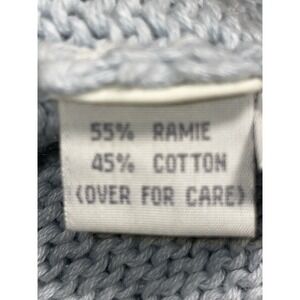 55% RAMIE
45% COTTON
(OVER FOR CARE)